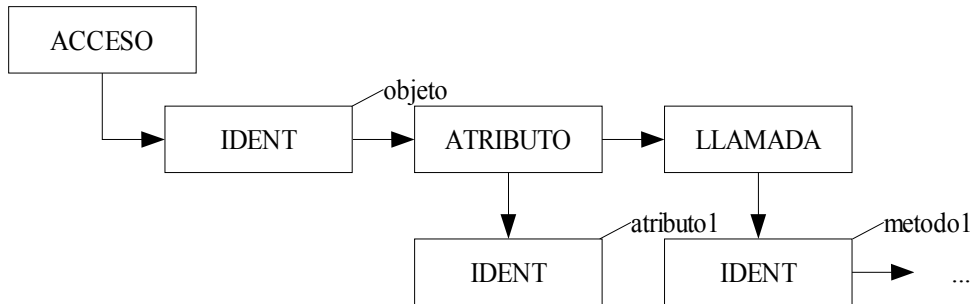 ACCESO
objeto
IDENT
ATRIBUTO
LLAMADA
atributo1
metodo1
IDENT
IDENT
...